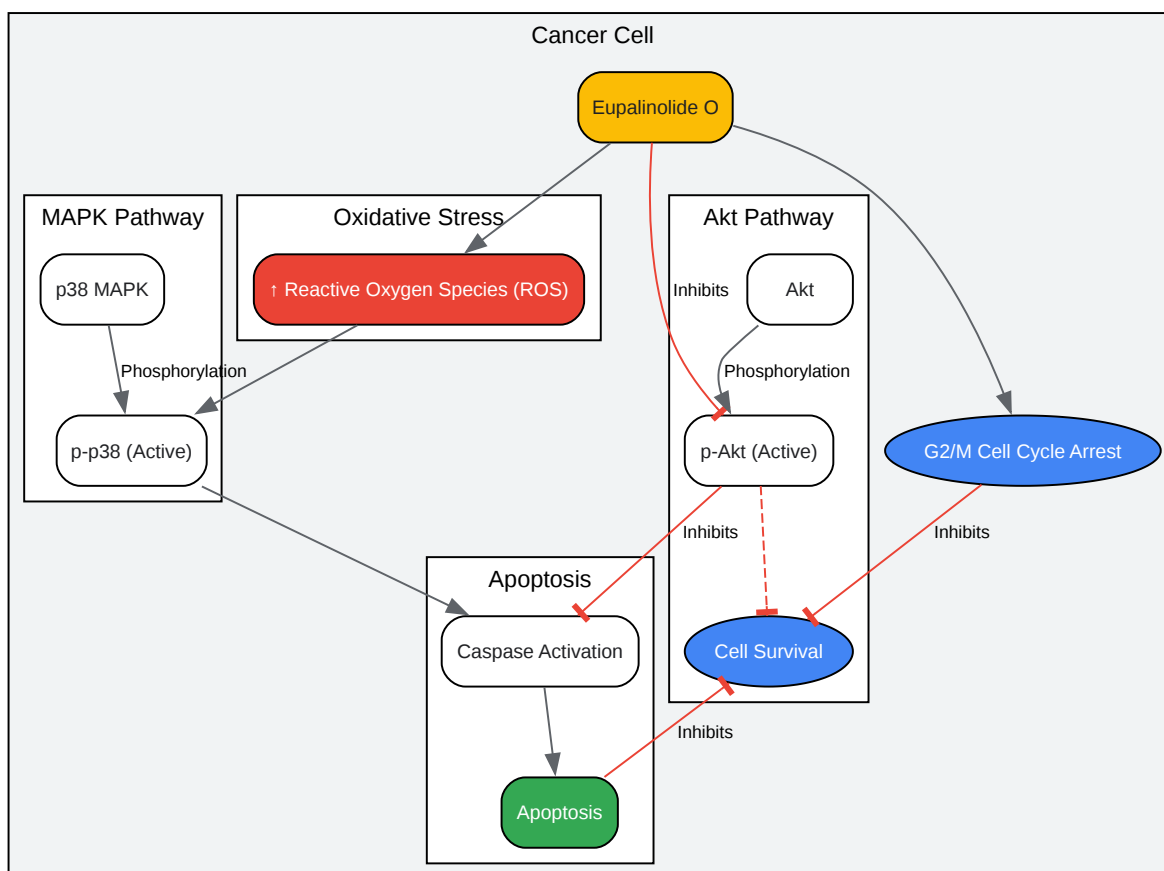 Cancer Cell
Eupalinolide O
MAPK Pathway
Oxidative Stress
Akt Pathway
p38 MAPK
↑ Reactive Oxygen Species (ROS)
Inhibits
Akt
Phosphorylation
Phosphorylation
p-p38 (Active)
p-Akt (Active)
G2/M Cell Cycle Arrest
Inhibits
Inhibits
Apoptosis
Caspase Activation
Cell Survival
Inhibits
Apoptosis